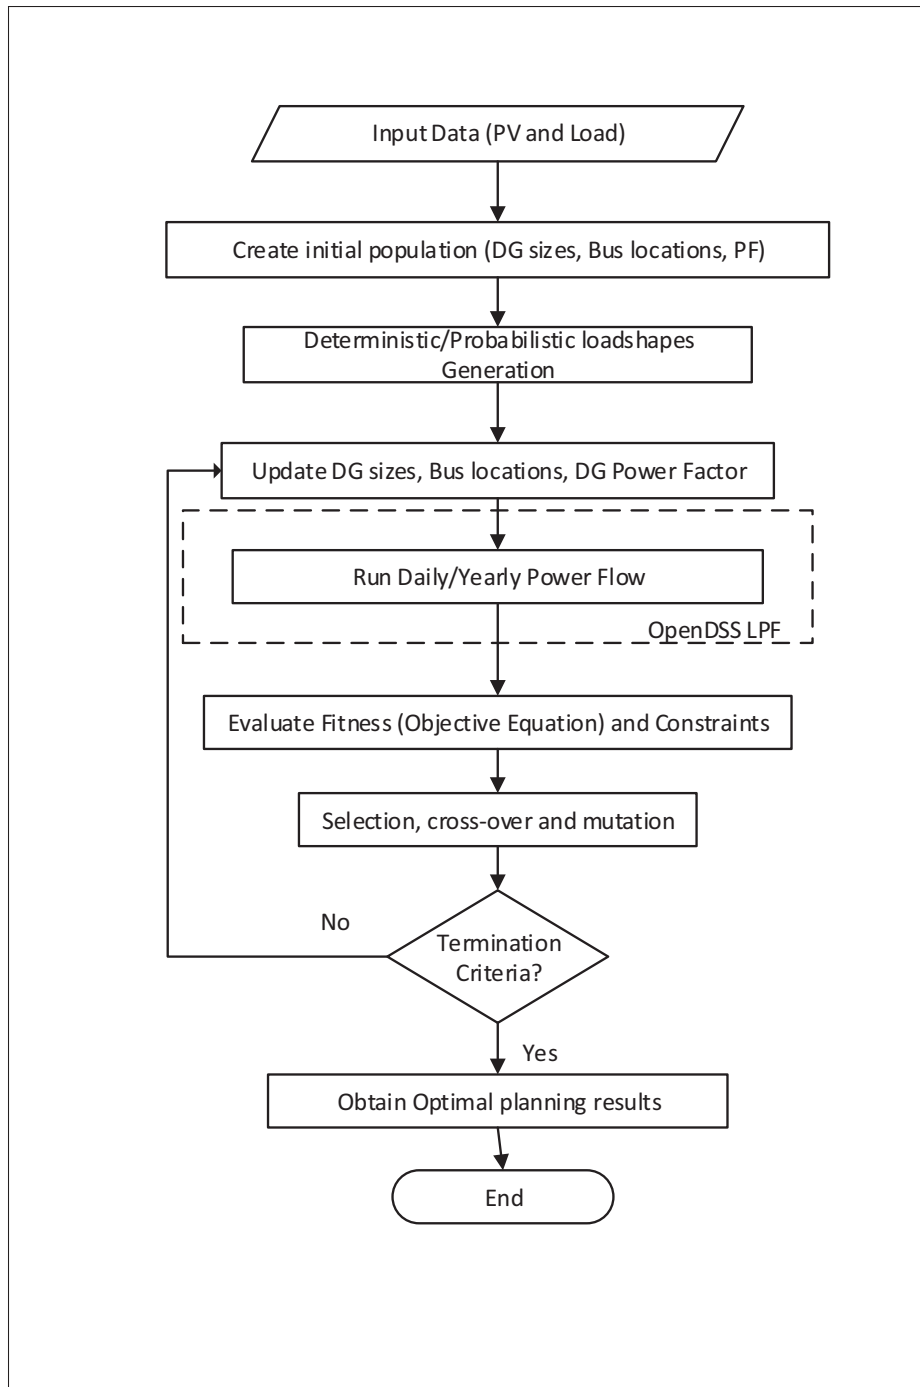 Input Data (PV and Load)
Create initial population (DG sizes, Bus locations, PF)
Deterministic/Probabilistic loadshapes
Generation
Update DG sizes, Bus locations, DG Power Factor
Run Daily/Yearly Power Flow
OpenDSS LPF
Evaluate Fitness (Objective Equation) and Constraints
Selection, cross-over and mutation
No
Termination
Criteria?
Yes
Obtain Optimal planning results
End